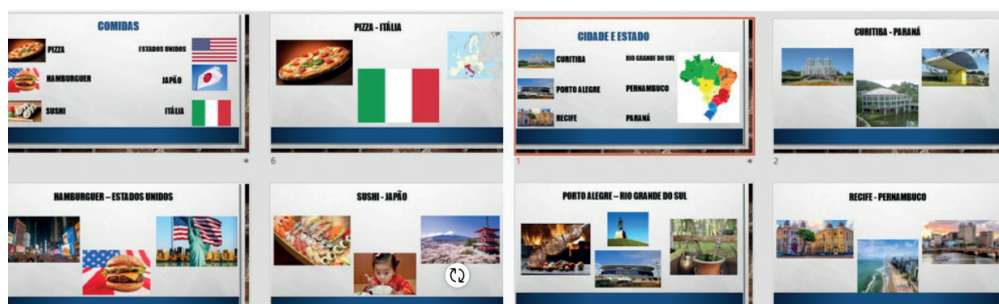 COMIDAS
PIZZA
ESTADOS UNIDOS
HAMBURGUER
JAPÃO
SUSHI
ITÁLIA
PIZZA - ITÁLIA
6
CIDADE E ESTADO
CURITIBA
RIO GRANDE DO SUL
PORTO ALEGRE
PERNAMBUCO
RECIFE
PARANÁ
1
CURITIBA - PARANÁ
2
HAMBURGUER – ESTADOS UNIDOS
SUSHI - JAPÃO
PORTO ALEGRE – RIO GRANDE DO SUL
RECIFE - PERNAMBUCO